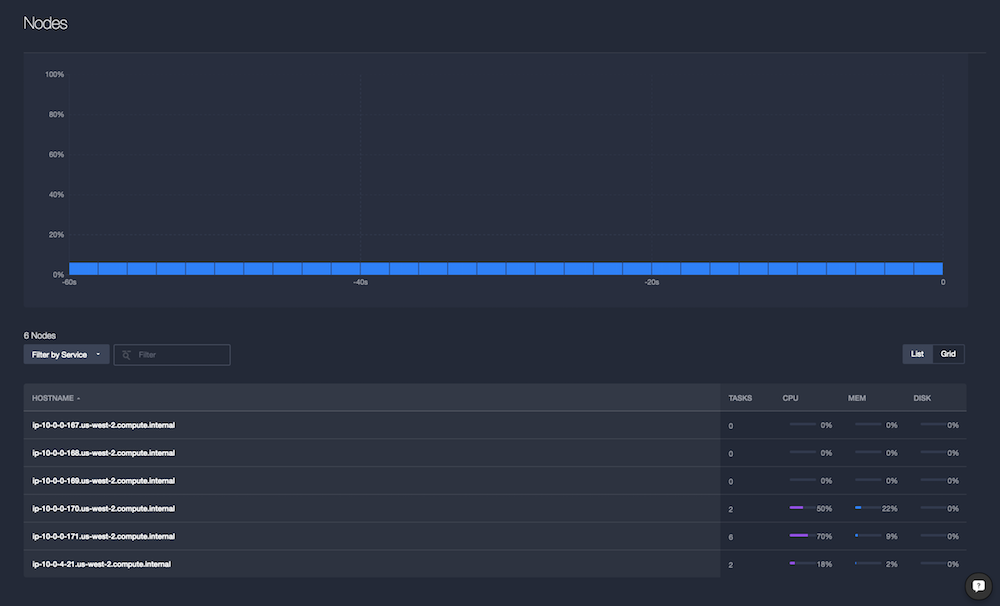 Nodes
100%
80%
60%
40%
20%
0%
-60s -40s -20s 0
6 Nodes
Filter by Service Filter List Grid
HOSTNAME TASKS CPU MEM DISK
ip-10-0-0-167.us-west-2.compute.internal 0 0% 0% 0%
ip-10-0-0-168.us-west-2.compute.internal 0 0% 0% 0%
ip-10-0-0-169.us-west-2.compute.internal 0 0% 0% 0%
ip-10-0-0-170.us-west-2.compute.internal 2 50% 22% 0%
ip-10-0-0-171.us-west-2.compute.internal 6 70% 9% 0%
ip-10-0-4-21.us-west-2.compute.internal 2 18% 2% 0%
?